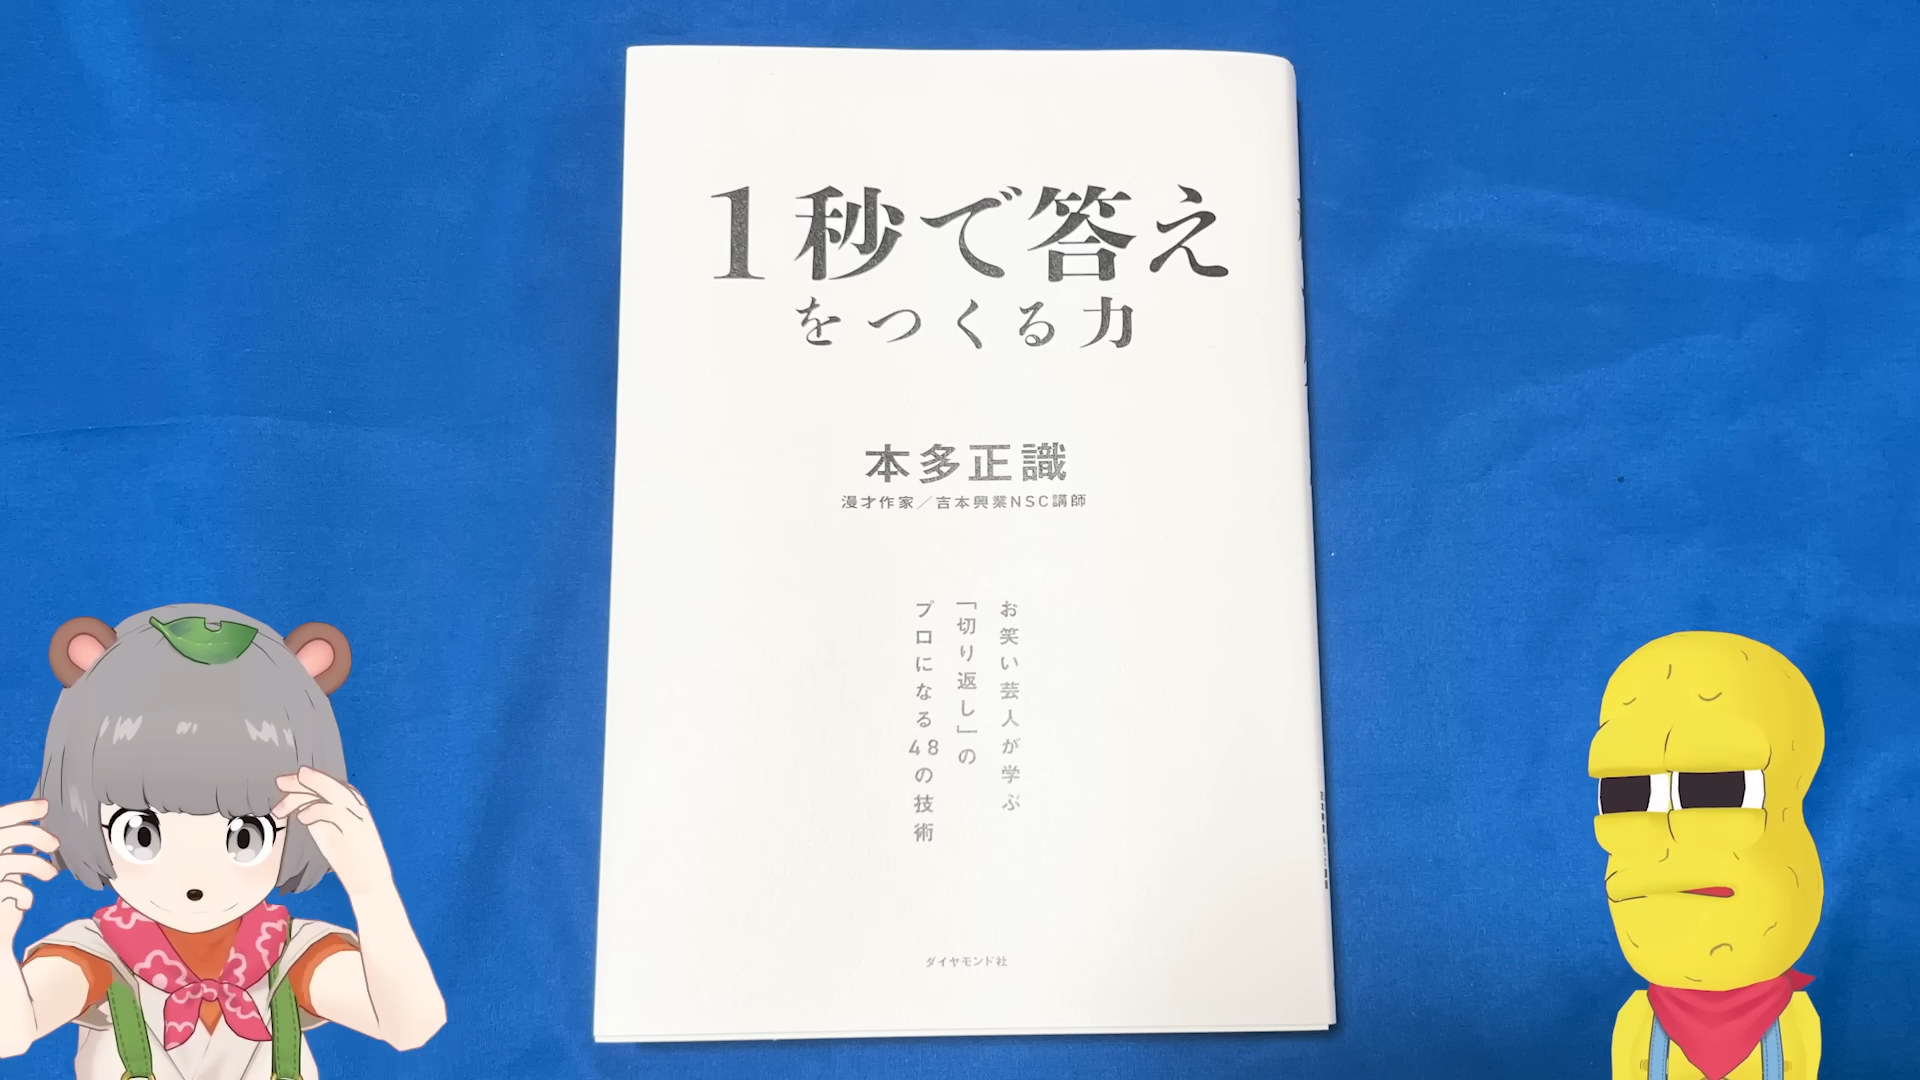 1秒で答え
をつくる力
本多正識
漫才作家／吉本興業NSC講師
お笑い芸人が学ぶ
「切り返し」の
プロになる48の技術
ダイヤモンド社